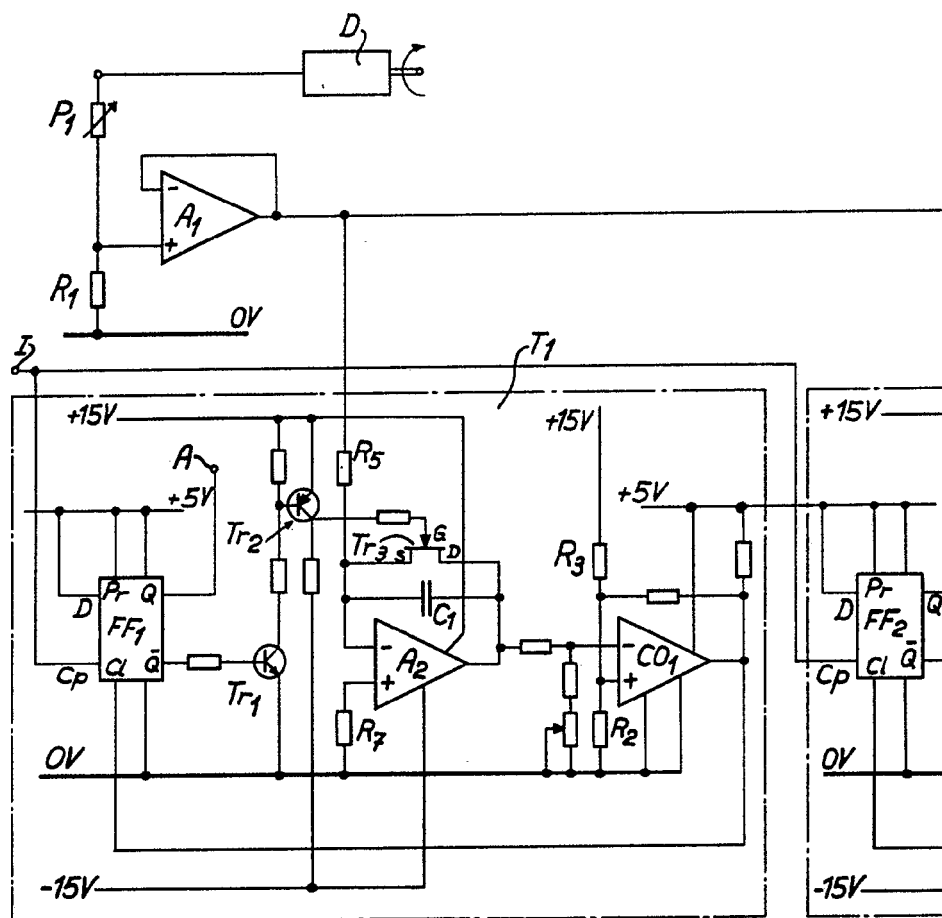 D
P1
-
A1
+
R1
0V
I
T1
+15V
+15V
+15V
A
R5
+5V
+5V
Tr2
G
Tr3 S
D
R3
D
Pr Q
FF1
Cp
Cl Q̄
C1
-
A2
+
-
CO1
+
D
Pr Q
FF2
Cp
Cl Q̄
Tr1
R7
R2
0V
0V
-15V
-15V